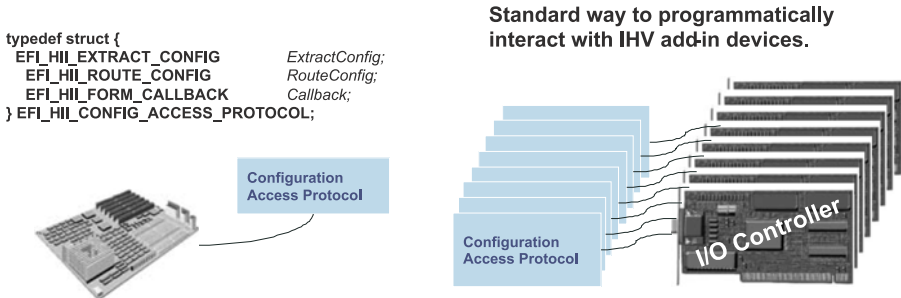 typedef struct {
EFI_HII_EXTRACT_CONFIG ExtractConfig;
EFI_HII_ROUTE_CONFIG RouteConfig;
EFI_HII_FORM_CALLBACK Callback;
} EFI_HII_CONFIG_ACCESS_PROTOCOL;
Configuration
Access Protocol
Standard way to programmatically
interact with IHV add-in devices.
Configuration
Access Protocol
I/O Controller